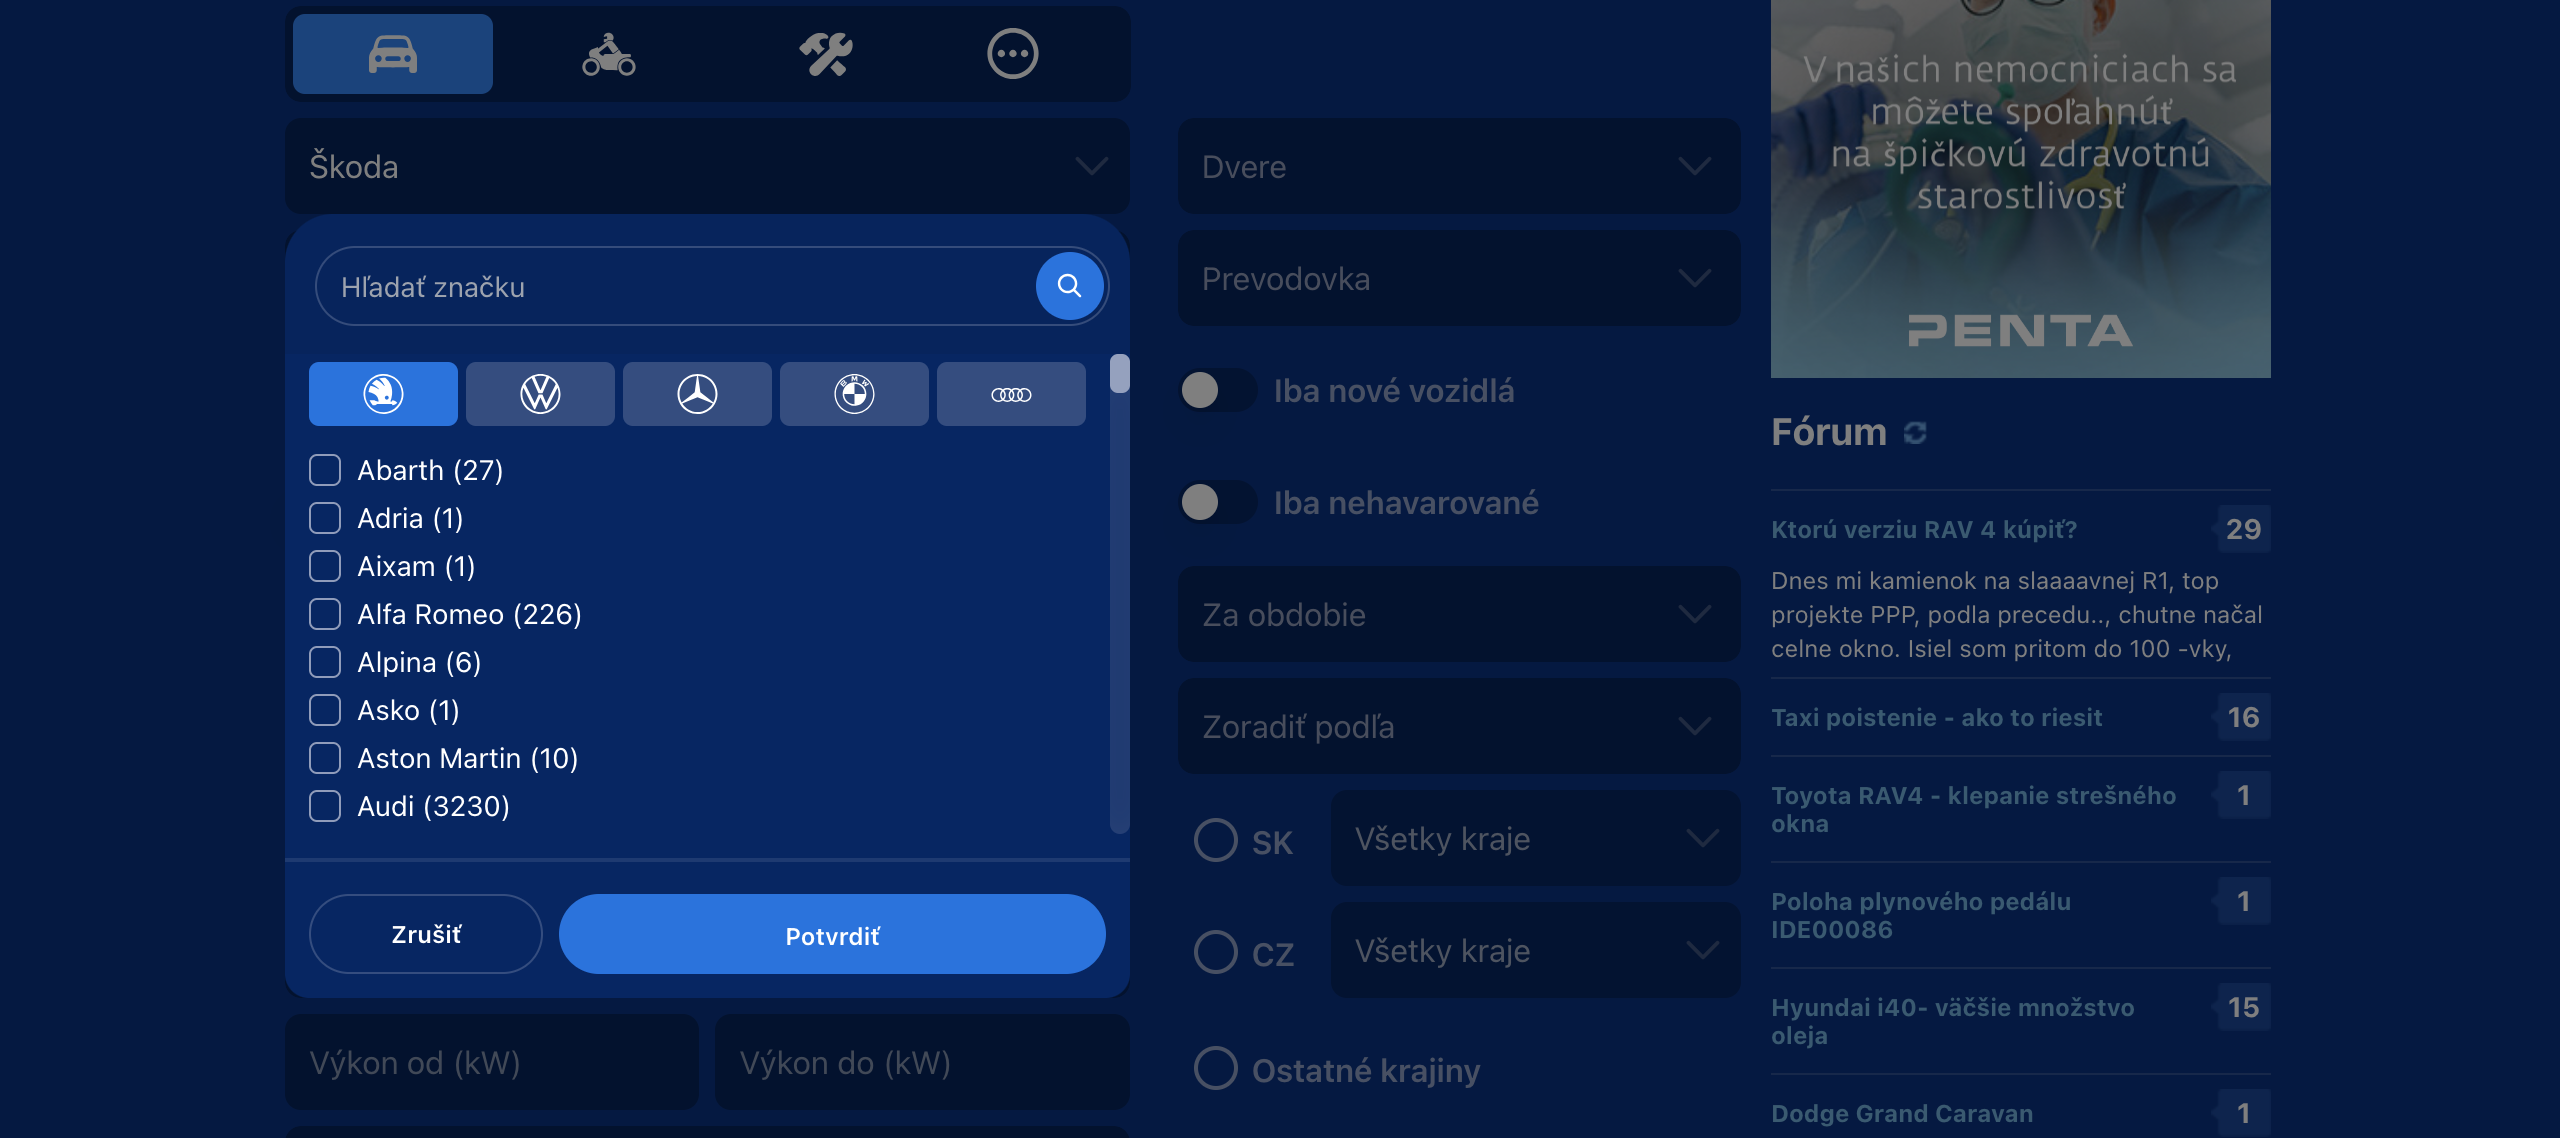 Škoda
Hľadať značku
Abarth (27)
Adria (1)
Aixam (1)
Alfa Romeo (226)
Alpina (6)
Asko (1)
Aston Martin (10)
Audi (3230)
Zrušiť
Potvrdiť
Výkon od (kW)
Výkon do (kW)
Dvere
Prevodovka
Iba nové vozidlá
Iba nehavarované
Za obdobie
Zoradiť podľa
SK
Všetky kraje
CZ
Všetky kraje
Ostatné krajiny
V našich nemocniciach sa
môžete spoľahnúť
na špičkovú zdravotnú
starostlivosť
PENTA
Fórum
Ktorú verziu RAV 4 kúpiť?
29
Dnes mi kamienok na slaaaavnej R1, top
projekte PPP, podla precedu.., chutne načal
celne okno. Isiel som pritom do 100 -vky,
Taxi poistenie - ako to riesit
16
Toyota RAV4 - klepanie strešného
okna
1
Poloha plynového pedálu
IDE00086
1
Hyundai i40- väčšie množstvo
oleja
15
Dodge Grand Caravan
1